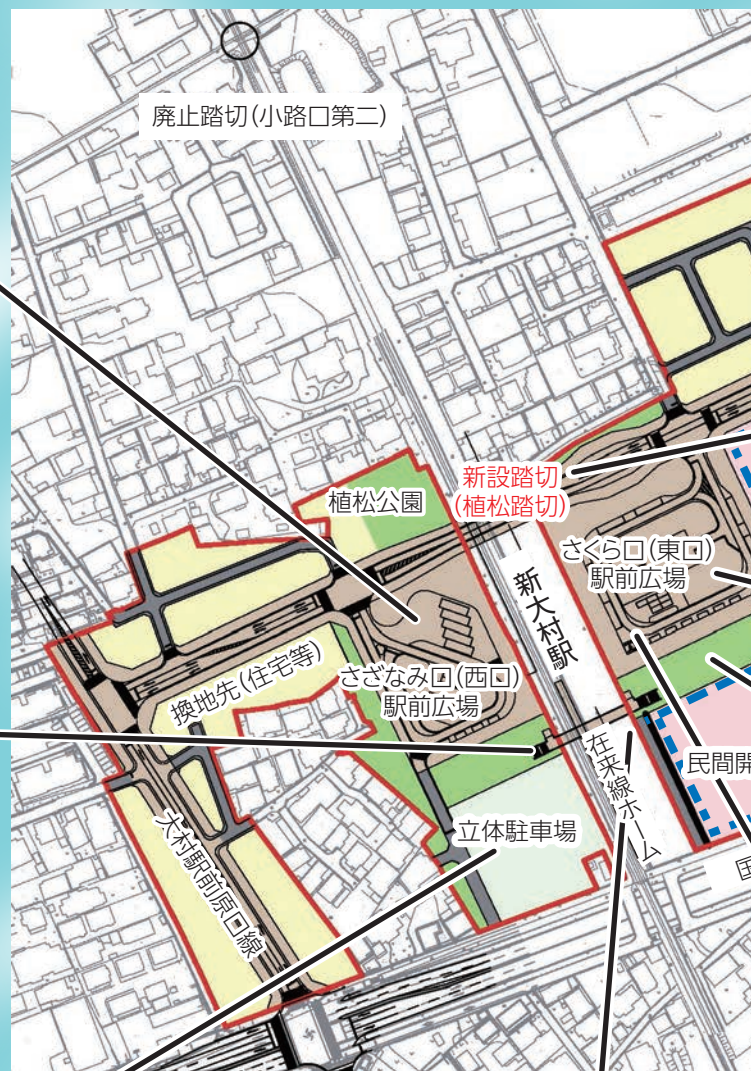 廃止踏切(小路口第二)
植松公園
新設踏切
(植松踏切)
さくら口(東口)
駅前広場
新大村駅
換地先(住宅等)
さざなみ口(西口)
駅前広場
在来線ホーム
民間開
立体駐車場
大村駅前原口線
国